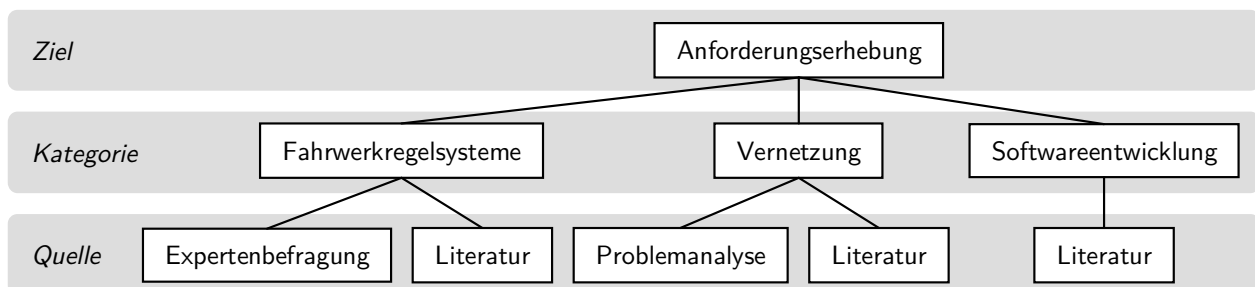 Ziel
Anforderungserhebung
Kategorie
Fahrwerkregelsysteme
Vernetzung
Softwareentwicklung
Quelle
Expertenbefragung
Literatur
Problemanalyse
Literatur
Literatur